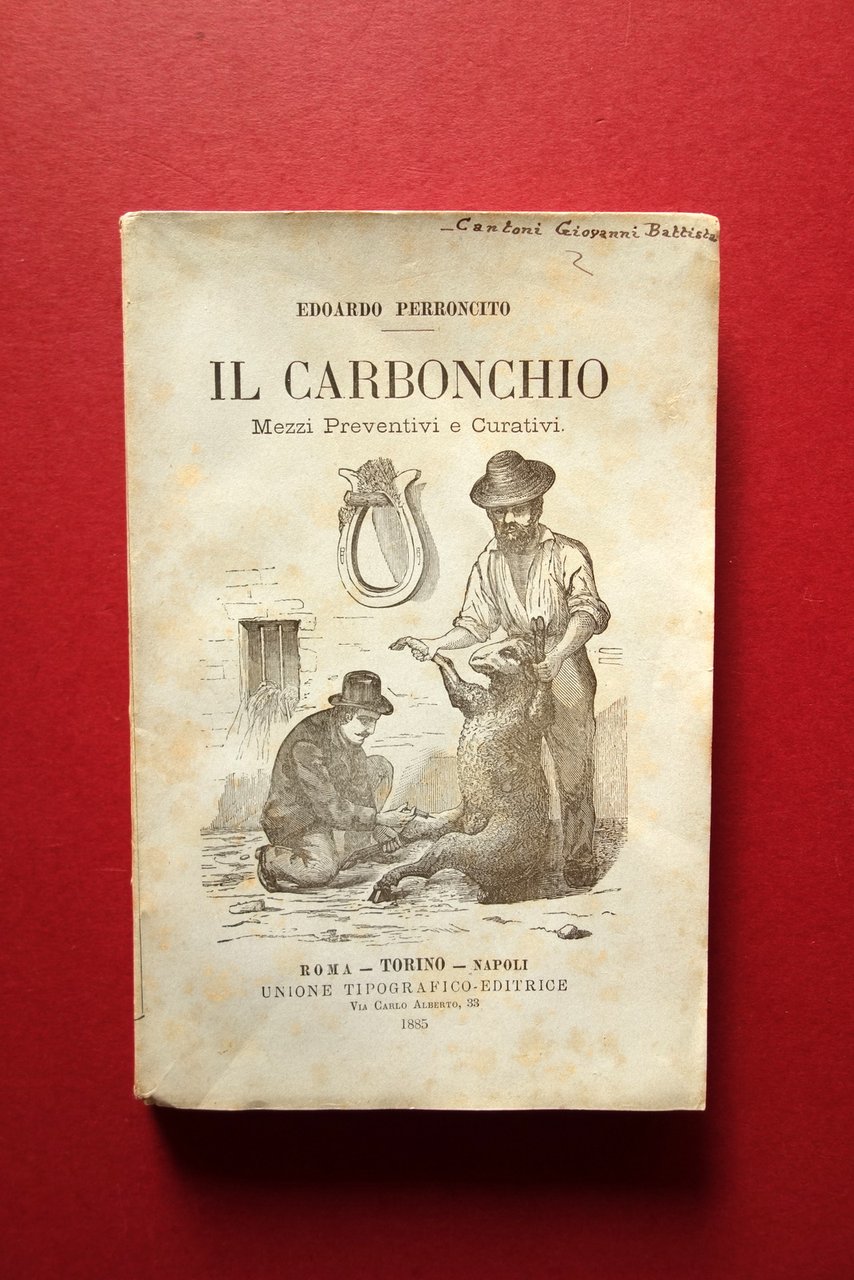 Cantoni Giovanni Battista
EDOARDO PERRONCITO
IL CARBONCHIO
Mezzi Preventivi e Curativi.
ROMA — TORINO — NAPOLI
UNIONE TIPOGRAFICO-EDITRICE
VIA CARLO ALBERTO, 33
1885